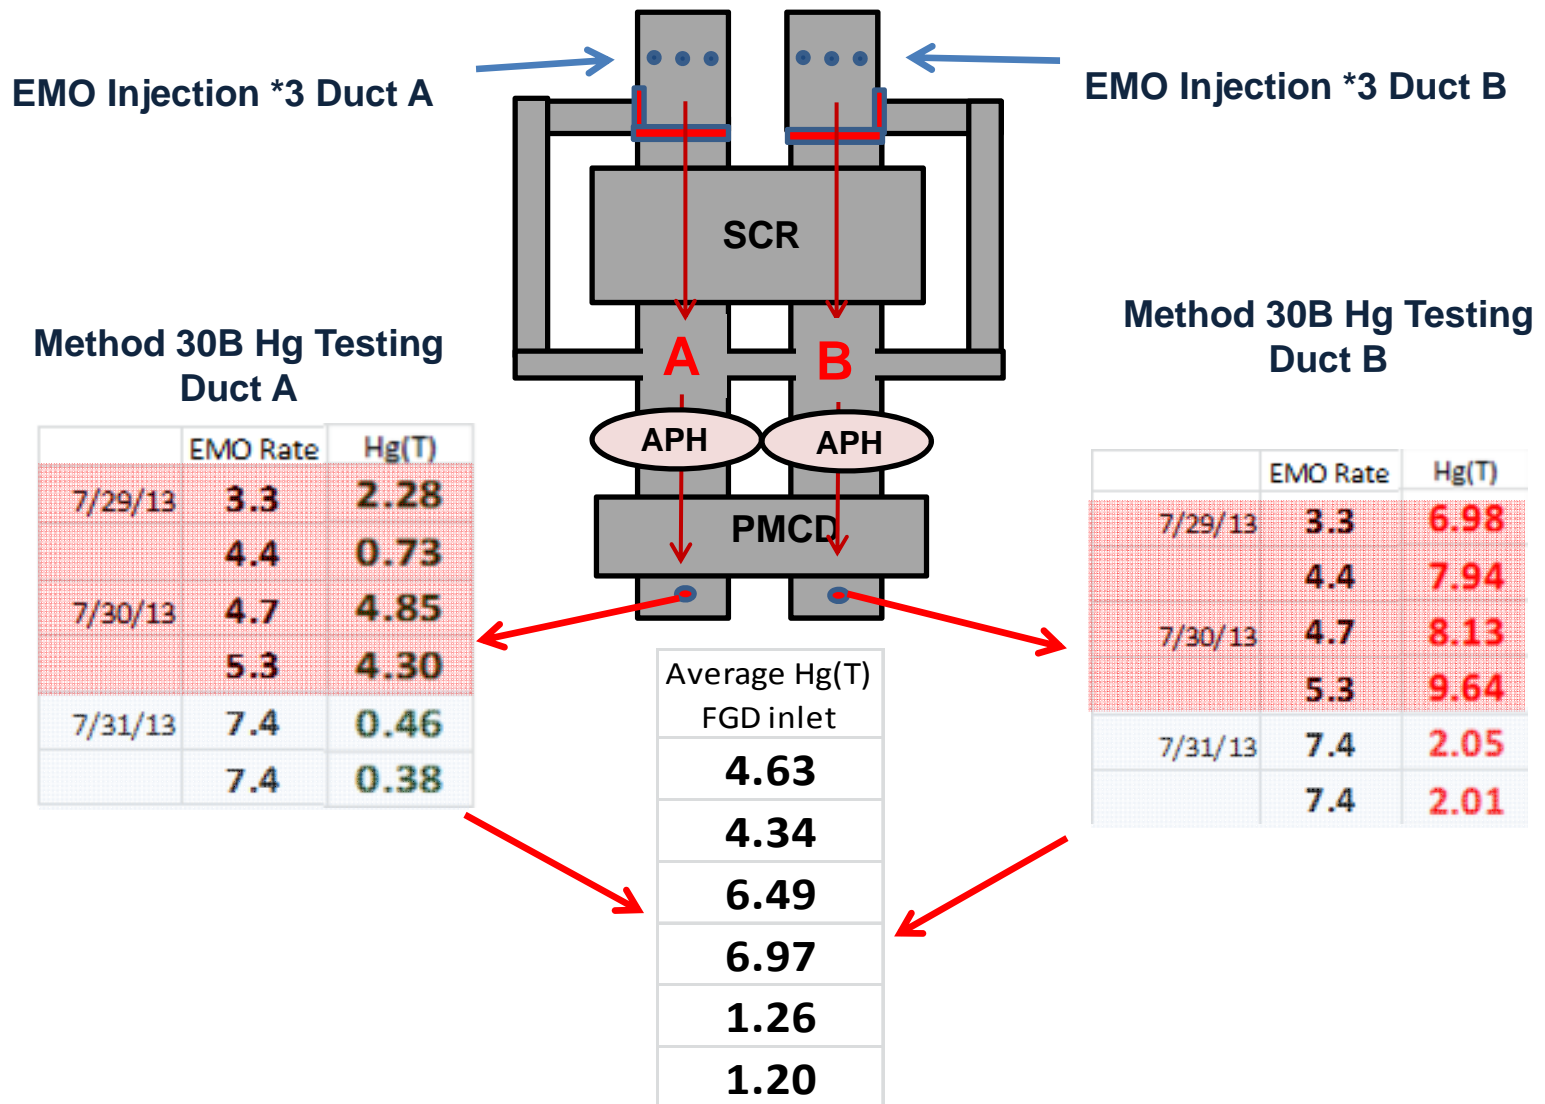 EMO Injection *3 Duct A
EMO Injection *3 Duct B
SCR
A
B
APH
APH
PMCD
Method 30B Hg Testing
Duct A
EMO Rate Hg(T)
7/29/13 3.3 2.28
4.4 0.73
7/30/13 4.7 4.85
5.3 4.30
7/31/13 7.4 0.46
7.4 0.38
Method 30B Hg Testing
Duct B
EMO Rate Hg(T)
7/29/13 3.3 6.98
4.4 7.94
7/30/13 4.7 8.13
5.3 9.64
7/31/13 7.4 2.05
7.4 2.01
Average Hg(T)
FGD inlet
4.63
4.34
6.49
6.97
1.26
1.20